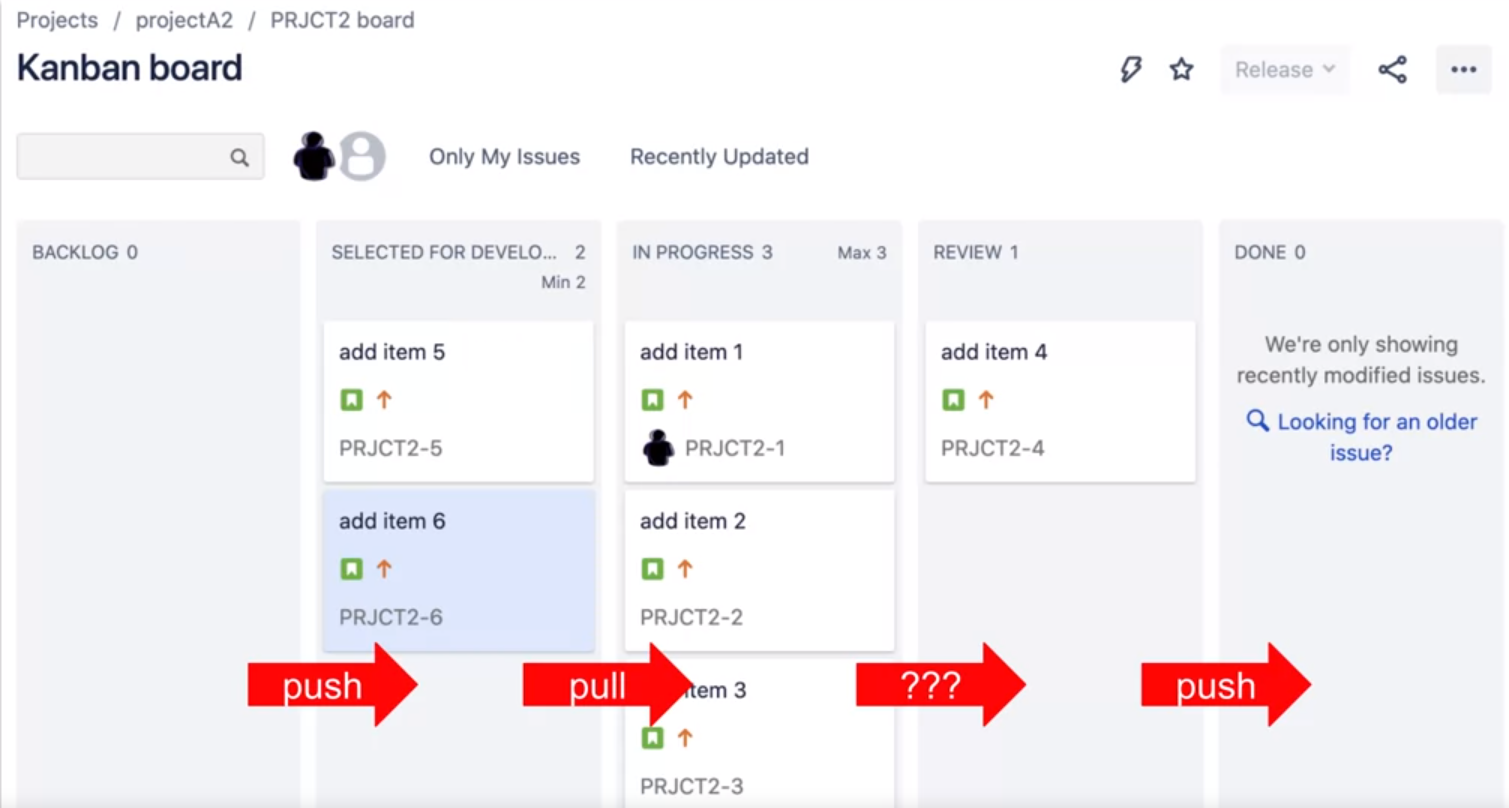 Projects / projectA2 / PRJCT2 board
Kanban board
Release
Only My Issues
Recently Updated
BACKLOG 0
SELECTED FOR DEVELO... 2
Min 2
add item 5
PRJCT2-5
add item 6
PRJCT2-6
IN PROGRESS 3
Max 3
add item 1
PRJCT2-1
add item 2
PRJCT2-2
item 3
PRJCT2-3
REVIEW 1
add item 4
PRJCT2-4
DONE 0
We're only showing
recently modified issues.
Looking for an older
issue?
push
pull
???
push